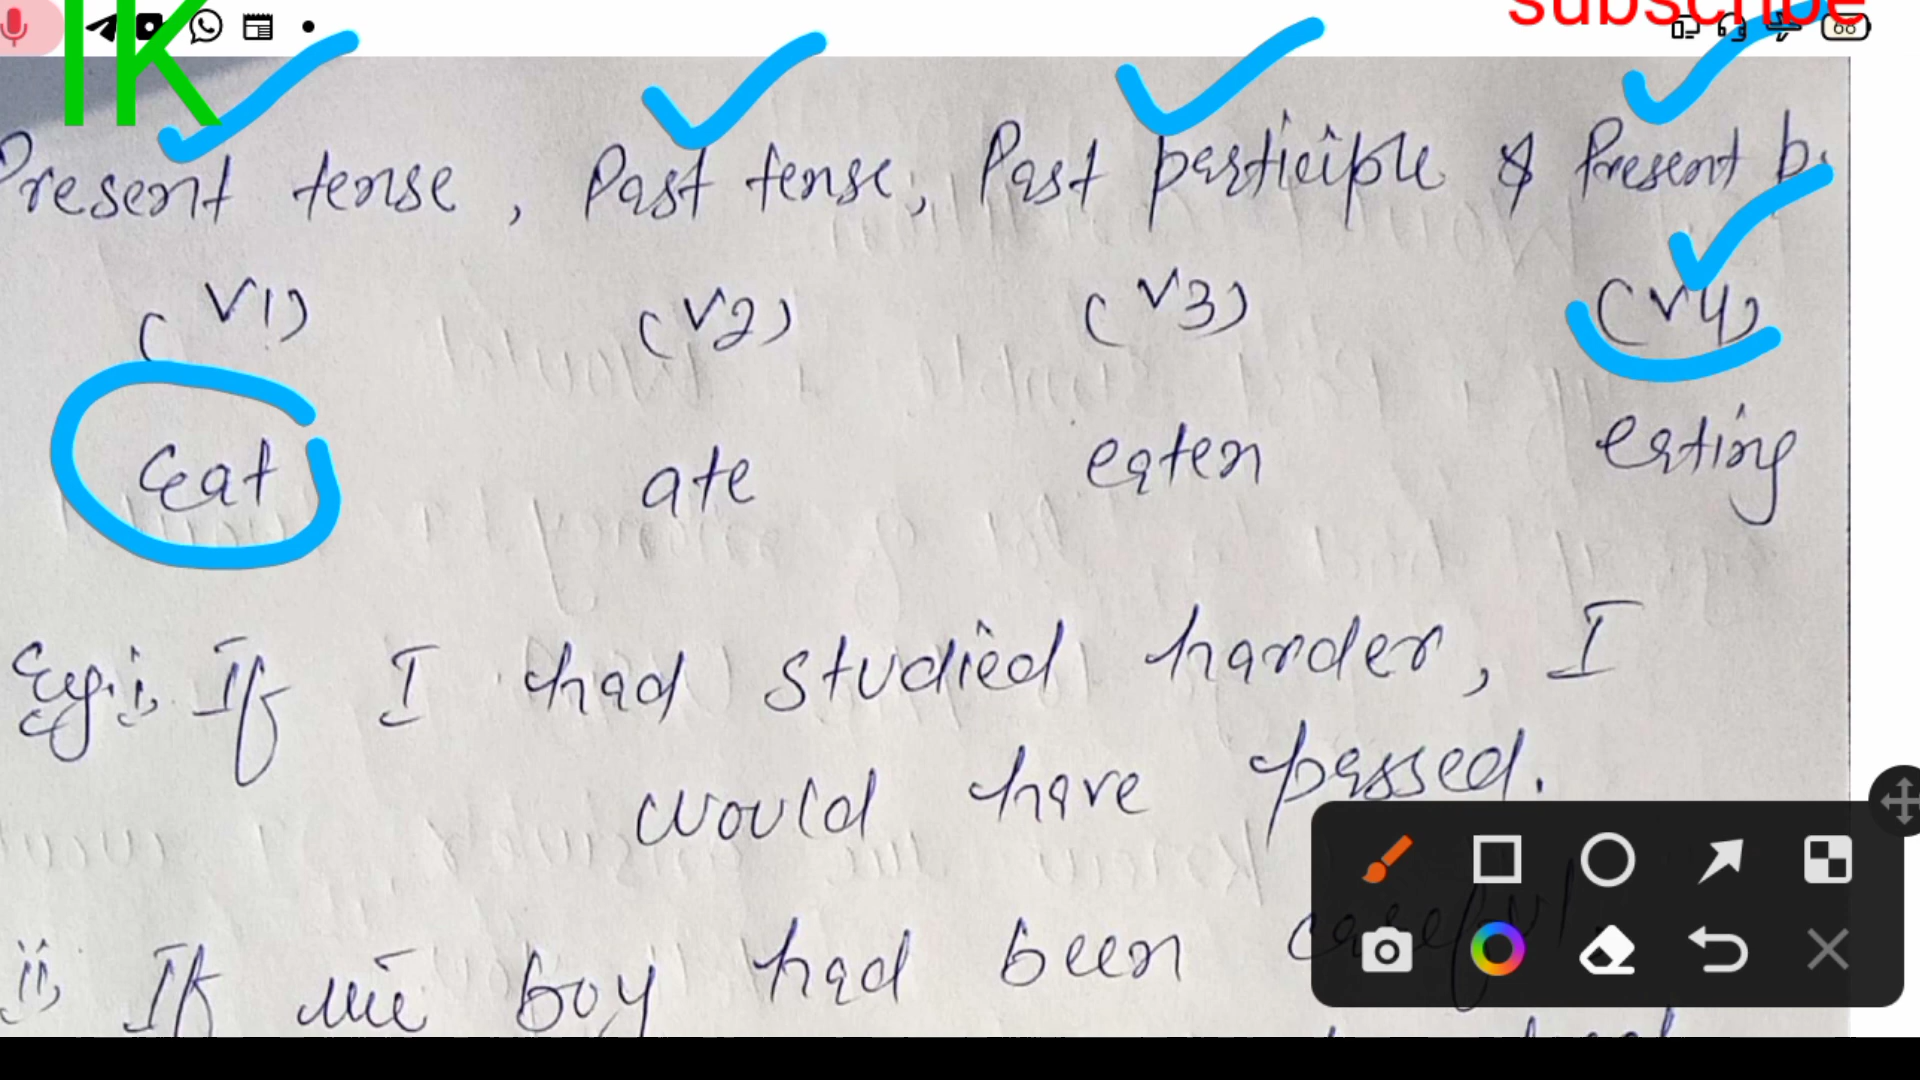 IK
subscribe
66
Present tense, Past tense, Past participle & Present p.
(V1) (V2) (V3) (V4)
Eat ate eaten eating
Eg: i, If I had studied harder, I
would have passed.
ii, If the boy had been careful